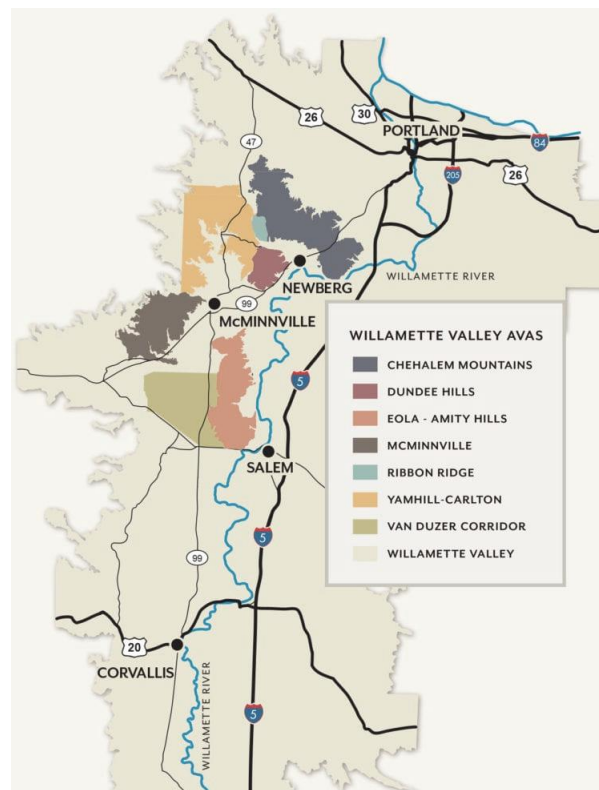 26
30
PORTLAND
84
47
205
26
WILLAMETTE RIVER
NEWBERG
99
McMINNVILLE
5
SALEM
WILLAMETTE VALLEY AVAS
CHEHALEM MOUNTAINS
DUNDEE HILLS
EOLA - AMITY HILLS
MCMINNVILLE
RIBBON RIDGE
YAMHILL-CARLTON
VAN DUZER CORRIDOR
WILLAMETTE VALLEY
5
99
20
CORVALLIS
WILLAMETTE RIVER
5